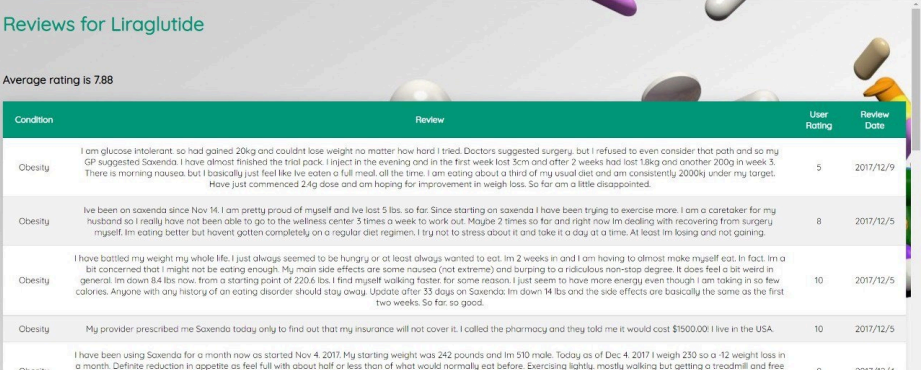 Reviews for Liraglutide
Average rating is 7.88
Condition Review User Rating Review Date
I am glucose intolerant. so had gained 20kg and couldnt lose weight no matter how hard I tried. Doctors suggested surgery. but I refused to even consider that path and so my
Obesity GP suggested Saxenda. I have almost finished the trial pack. I inject in the evening and in the first week lost 3cm and after 2 weeks had lost 1.8kg and another 200g in week 3. 5 2017/12/9
There is morning nausea. but I basically just feel like Ive eaten a full meal. all the time. I am eating about a third of my usual diet and am consistently 2000kj under my target.
Have just commenced 2.4g dose and am hoping for improvement in weigh loss. So far am a little disappointed.
Ive been on saxenda since Nov 14. I am pretty proud of myself and Ive lost 5 lbs. so far. Since starting on saxenda I have been trying to exercise more. I am a caretaker for my
Obesity husband so I really have not been able to go to the wellness center 3 times a week to work out. Maybe 2 times so far and right now Im dealing with recovering from surgery 8 2017/12/5
myself. Im eating better but havent gotten completely on a regular diet regimen. I try not to stress about it and take it a day at a time. At least Im losing and not gaining.
I have battled my weight my whole life. I just always seemed to be hungry or at least always wanted to eat. Im 2 weeks in and I am having to almost make myself eat. In fact. Im a
bit concerned that I might not be eating enough. My main side effects are some nausea (not extreme) and burping to a ridiculous non-stop degree. It does feel a bit weird in
Obesity general. Im down 8.4 lbs now. from a starting point of 220.6 lbs. I find myself walking faster. for some reason. I just seem to have more energy even though I am taking in so few 10 2017/12/5
calories. Anyone with any history of an eating disorder should stay away. Update after 33 days on Saxenda: Im down 14 lbs and the side effects are basically the same as the first
two weeks. So far. so good.
Obesity My provider prescribed me Saxenda today only to find out that my insurance will not cover it. I called the pharmacy and they told me it would cost $1500.00! I live in the USA. 10 2017/12/5
I have been using Saxenda for a month now as started Nov 4. 2017. My starting weight was 242 pounds and Im 510 male. Today as of Dec 4. 2017 I weigh 230 so a -12 weight loss in
a month. Definite reduction in appetite as feel full with about half or less than of what would normally eat before. Exercising lightly. mostly walking but getting a treadmill and free